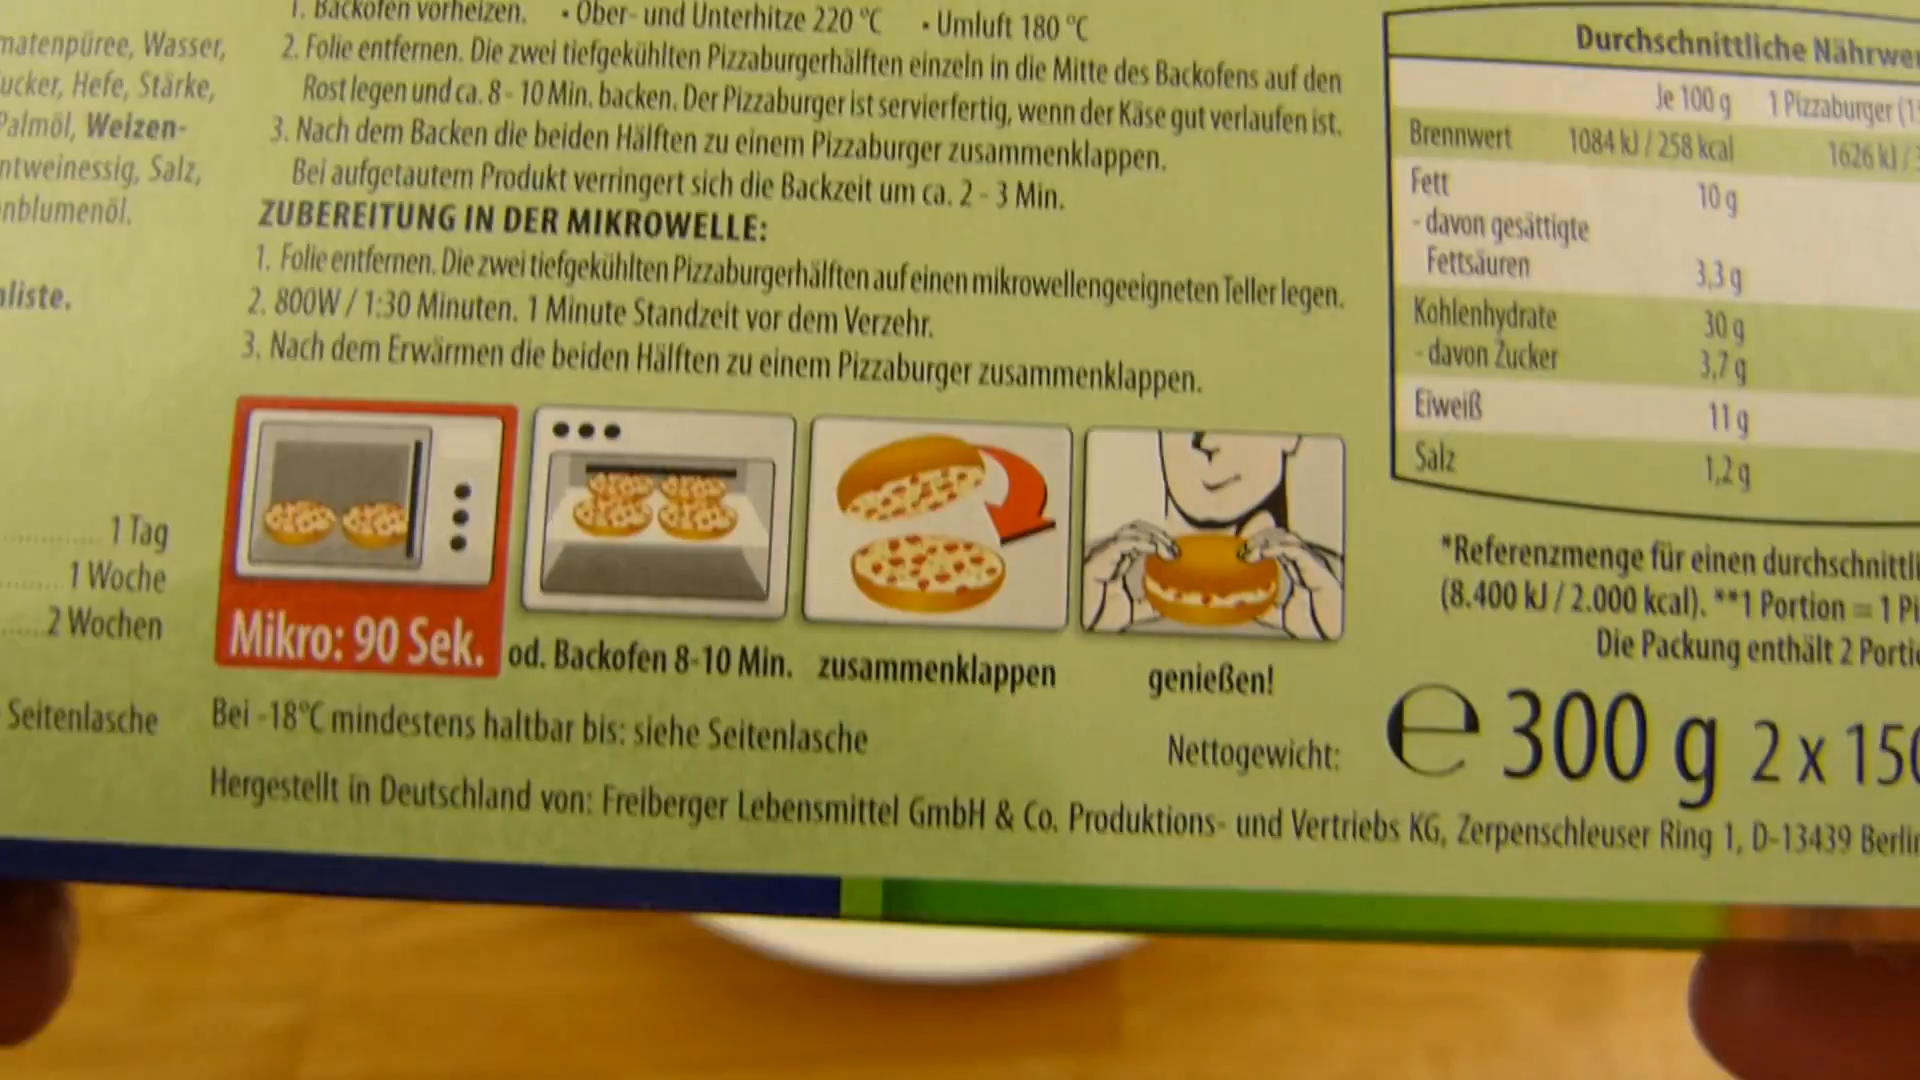 matenpüree, Wasser,
ucker, Hefe, Stärke,
Palmöl, Weizen-
ntweinessig, Salz,
nblumenöl.
liste.
1 Tag
1 Woche
2 Wochen
Seitenlasche
1. Backofen vorheizen. • Ober- und Unterhitze 220 °C • Umluft 180 °C
2. Folie entfernen. Die zwei tiefgekühlten Pizzaburgerhälften einzeln in die Mitte des Backofens auf den
Rost legen und ca. 8 - 10 Min. backen. Der Pizzaburger ist servierfertig, wenn der Käse gut verlaufen ist.
3. Nach dem Backen die beiden Hälften zu einem Pizzaburger zusammenklappen.
Bei aufgetautem Produkt verringert sich die Backzeit um ca. 2 - 3 Min.
ZUBEREITUNG IN DER MIKROWELLE:
1. Folie entfernen. Die zwei tiefgekühlten Pizzaburgerhälften auf einen mikrowellengeeigneten Teller legen.
2. 800W / 1:30 Minuten. 1 Minute Standzeit vor dem Verzehr.
3. Nach dem Erwärmen die beiden Hälften zu einem Pizzaburger zusammenklappen.
Mikro: 90 Sek. od. Backofen 8-10 Min. zusammenklappen genießen!
Bei -18°C mindestens haltbar bis: siehe Seitenlasche
Nettogewicht: e 300 g 2 x 150
Hergestellt in Deutschland von: Freiberger Lebensmittel GmbH & Co. Produktions- und Vertriebs KG, Zerpenschleuser Ring 1, D-13439 Berlin
Durchschnittliche Nährwer
Je 100 g 1 Pizzaburger (1
Brennwert 1084 kJ / 258 kcal 1626 kJ /
Fett 10 g
- davon gesättigte
Fettsäuren 3,3 g
Kohlenhydrate 30 g
- davon Zucker 3,7 g
Eiweiß 11 g
Salz 1,2 g
*Referenzmenge für einen durchschnittli
(8.400 kJ / 2.000 kcal). **1 Portion = 1 Pi
Die Packung enthält 2 Porti